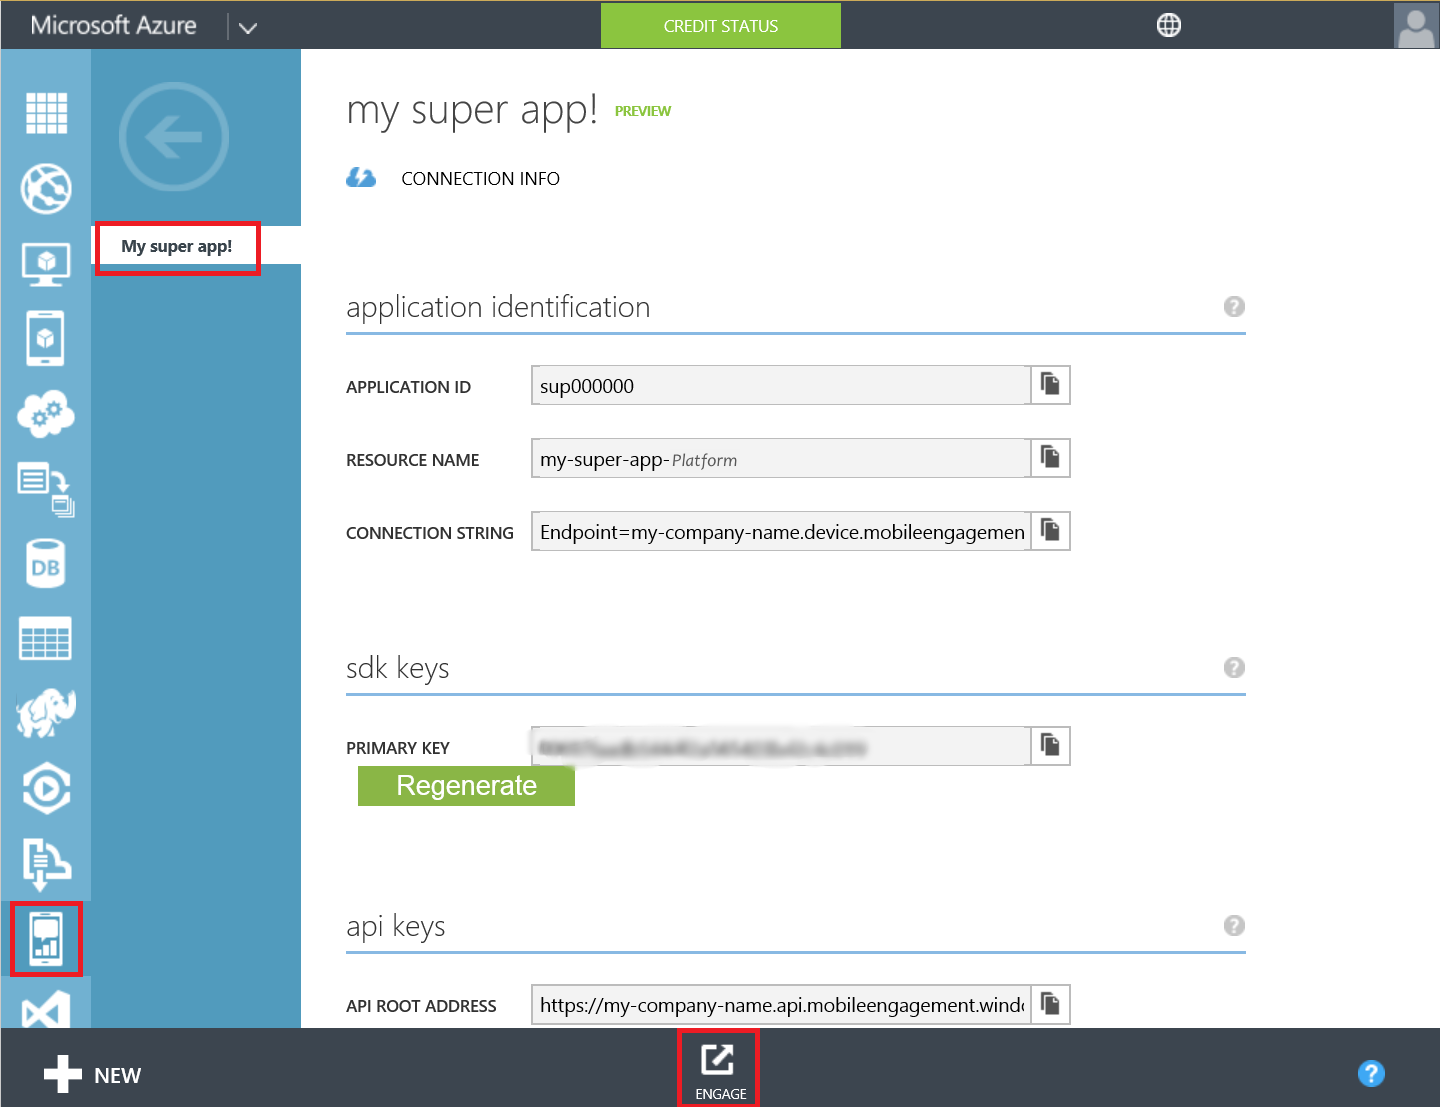 Microsoft Azure
CREDIT STATUS
my super app! PREVIEW
CONNECTION INFO
My super app!
application identification
?
APPLICATION ID sup000000
RESOURCE NAME my-super-app-Platform
CONNECTION STRING Endpoint=my-company-name.device.mobileengagemen
DB
sdk keys
?
PRIMARY KEY
Regenerate
api keys
?
API ROOT ADDRESS https://my-company-name.api.mobileengagement.wind
NEW
ENGAGE
?